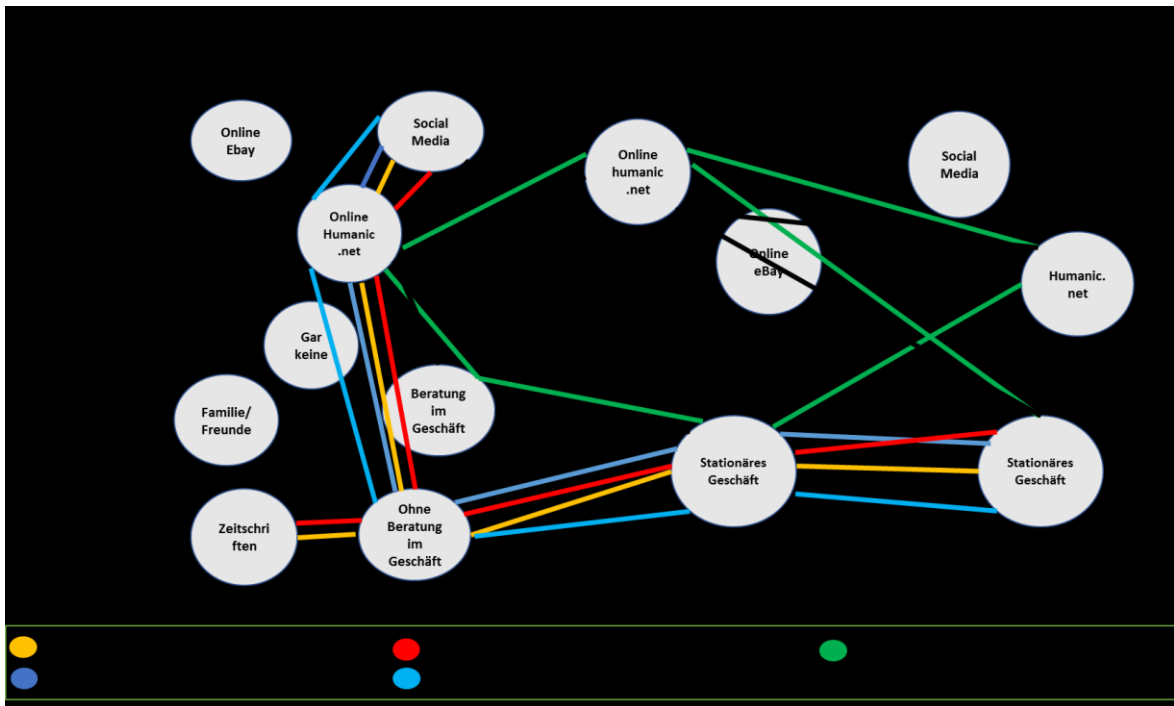 Online
Ebay
Social
Media
Online
humanic
.net
Social
Media
Online
Humanic
.net
Online
eBay
Humanic.
net
Gar
keine
Familie/
Freunde
Beratung
im
Geschäft
Stationäres
Geschäft
Stationäres
Geschäft
Zeitschri
ften
Ohne
Beratung
im
Geschäft